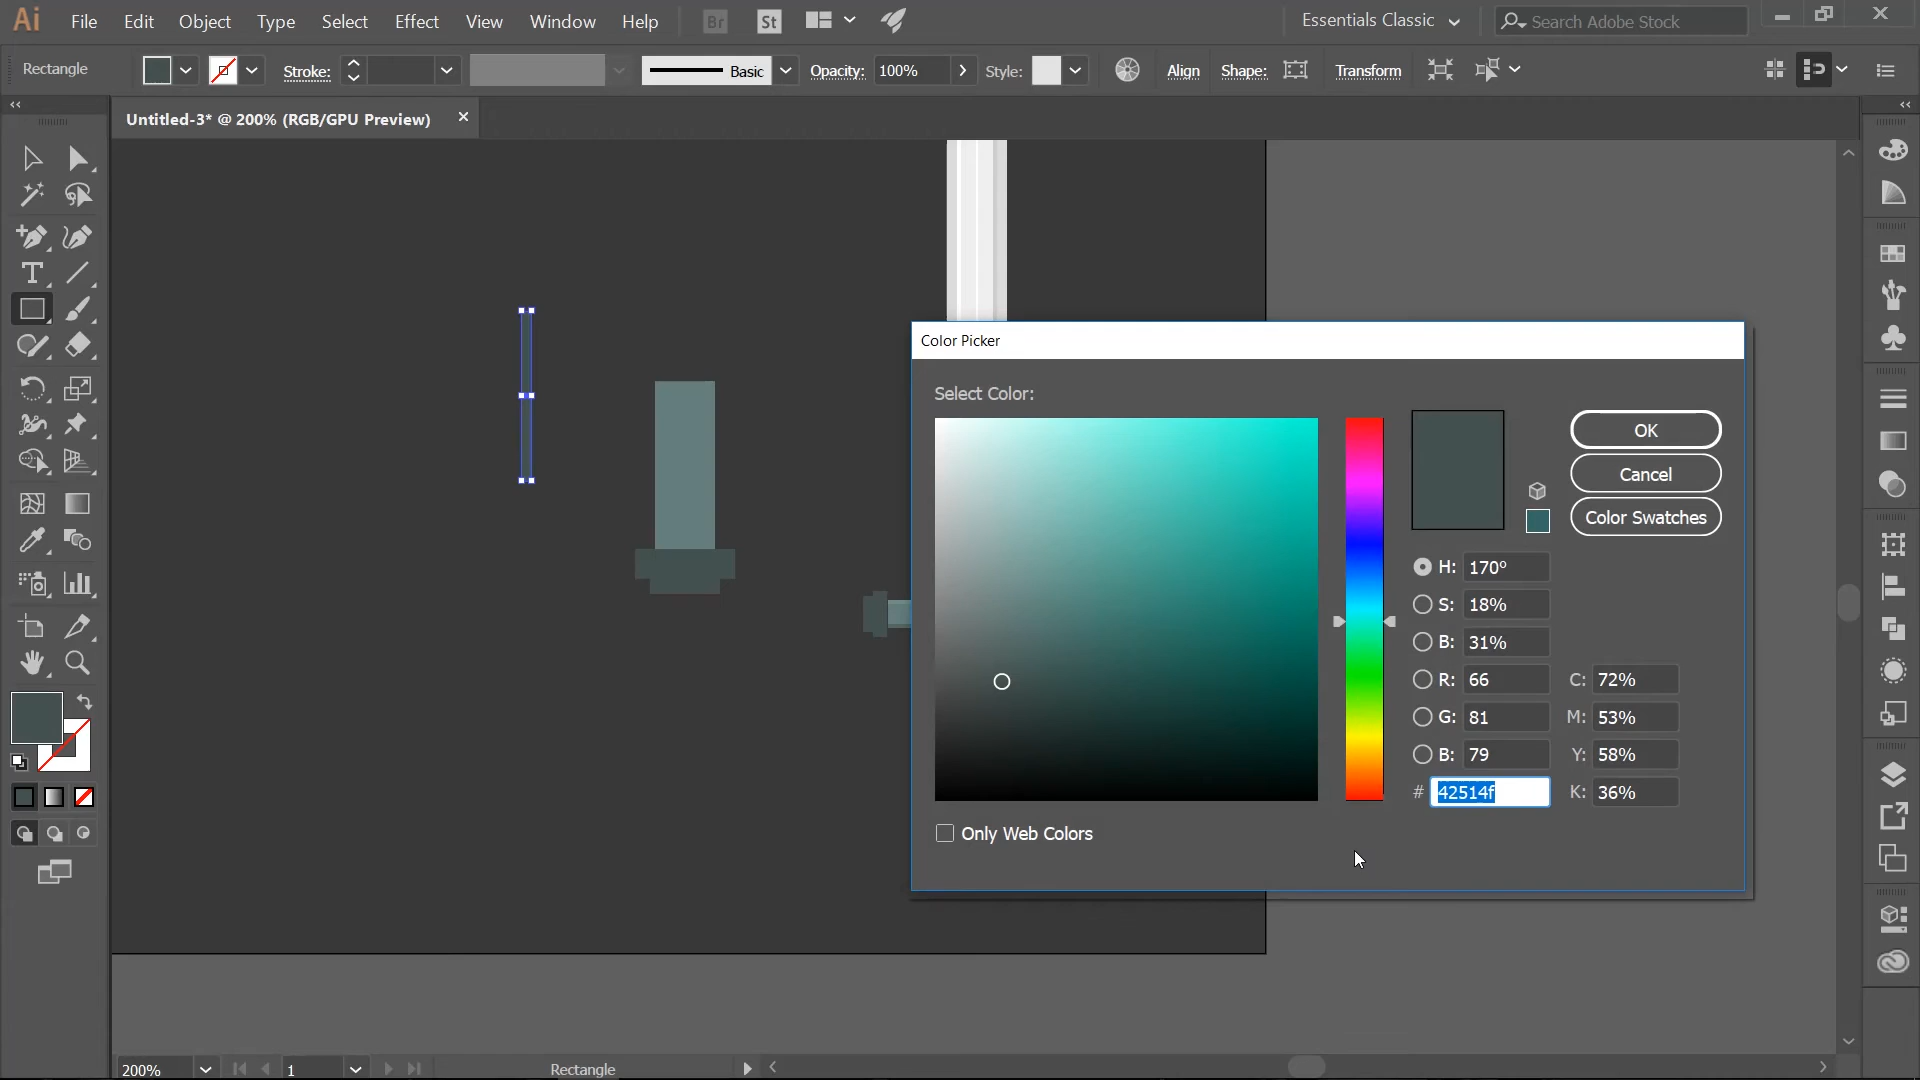 Ai File Edit Object Type Select Effect View Window Help Br St Essentials Classic Search Adobe Stock
Rectangle Stroke: Basic Opacity: 100% Style: Align Shape: Transform
Untitled-3* @ 200% (RGB/GPU Preview)
Color Picker
Select Color:
OK
Cancel
Color Swatches
H: 170º
S: 18%
B: 31%
R: 66 C: 72%
G: 81 M: 53%
B: 79 Y: 58%
# 42514f K: 36%
Only Web Colors
200% 1 Rectangle